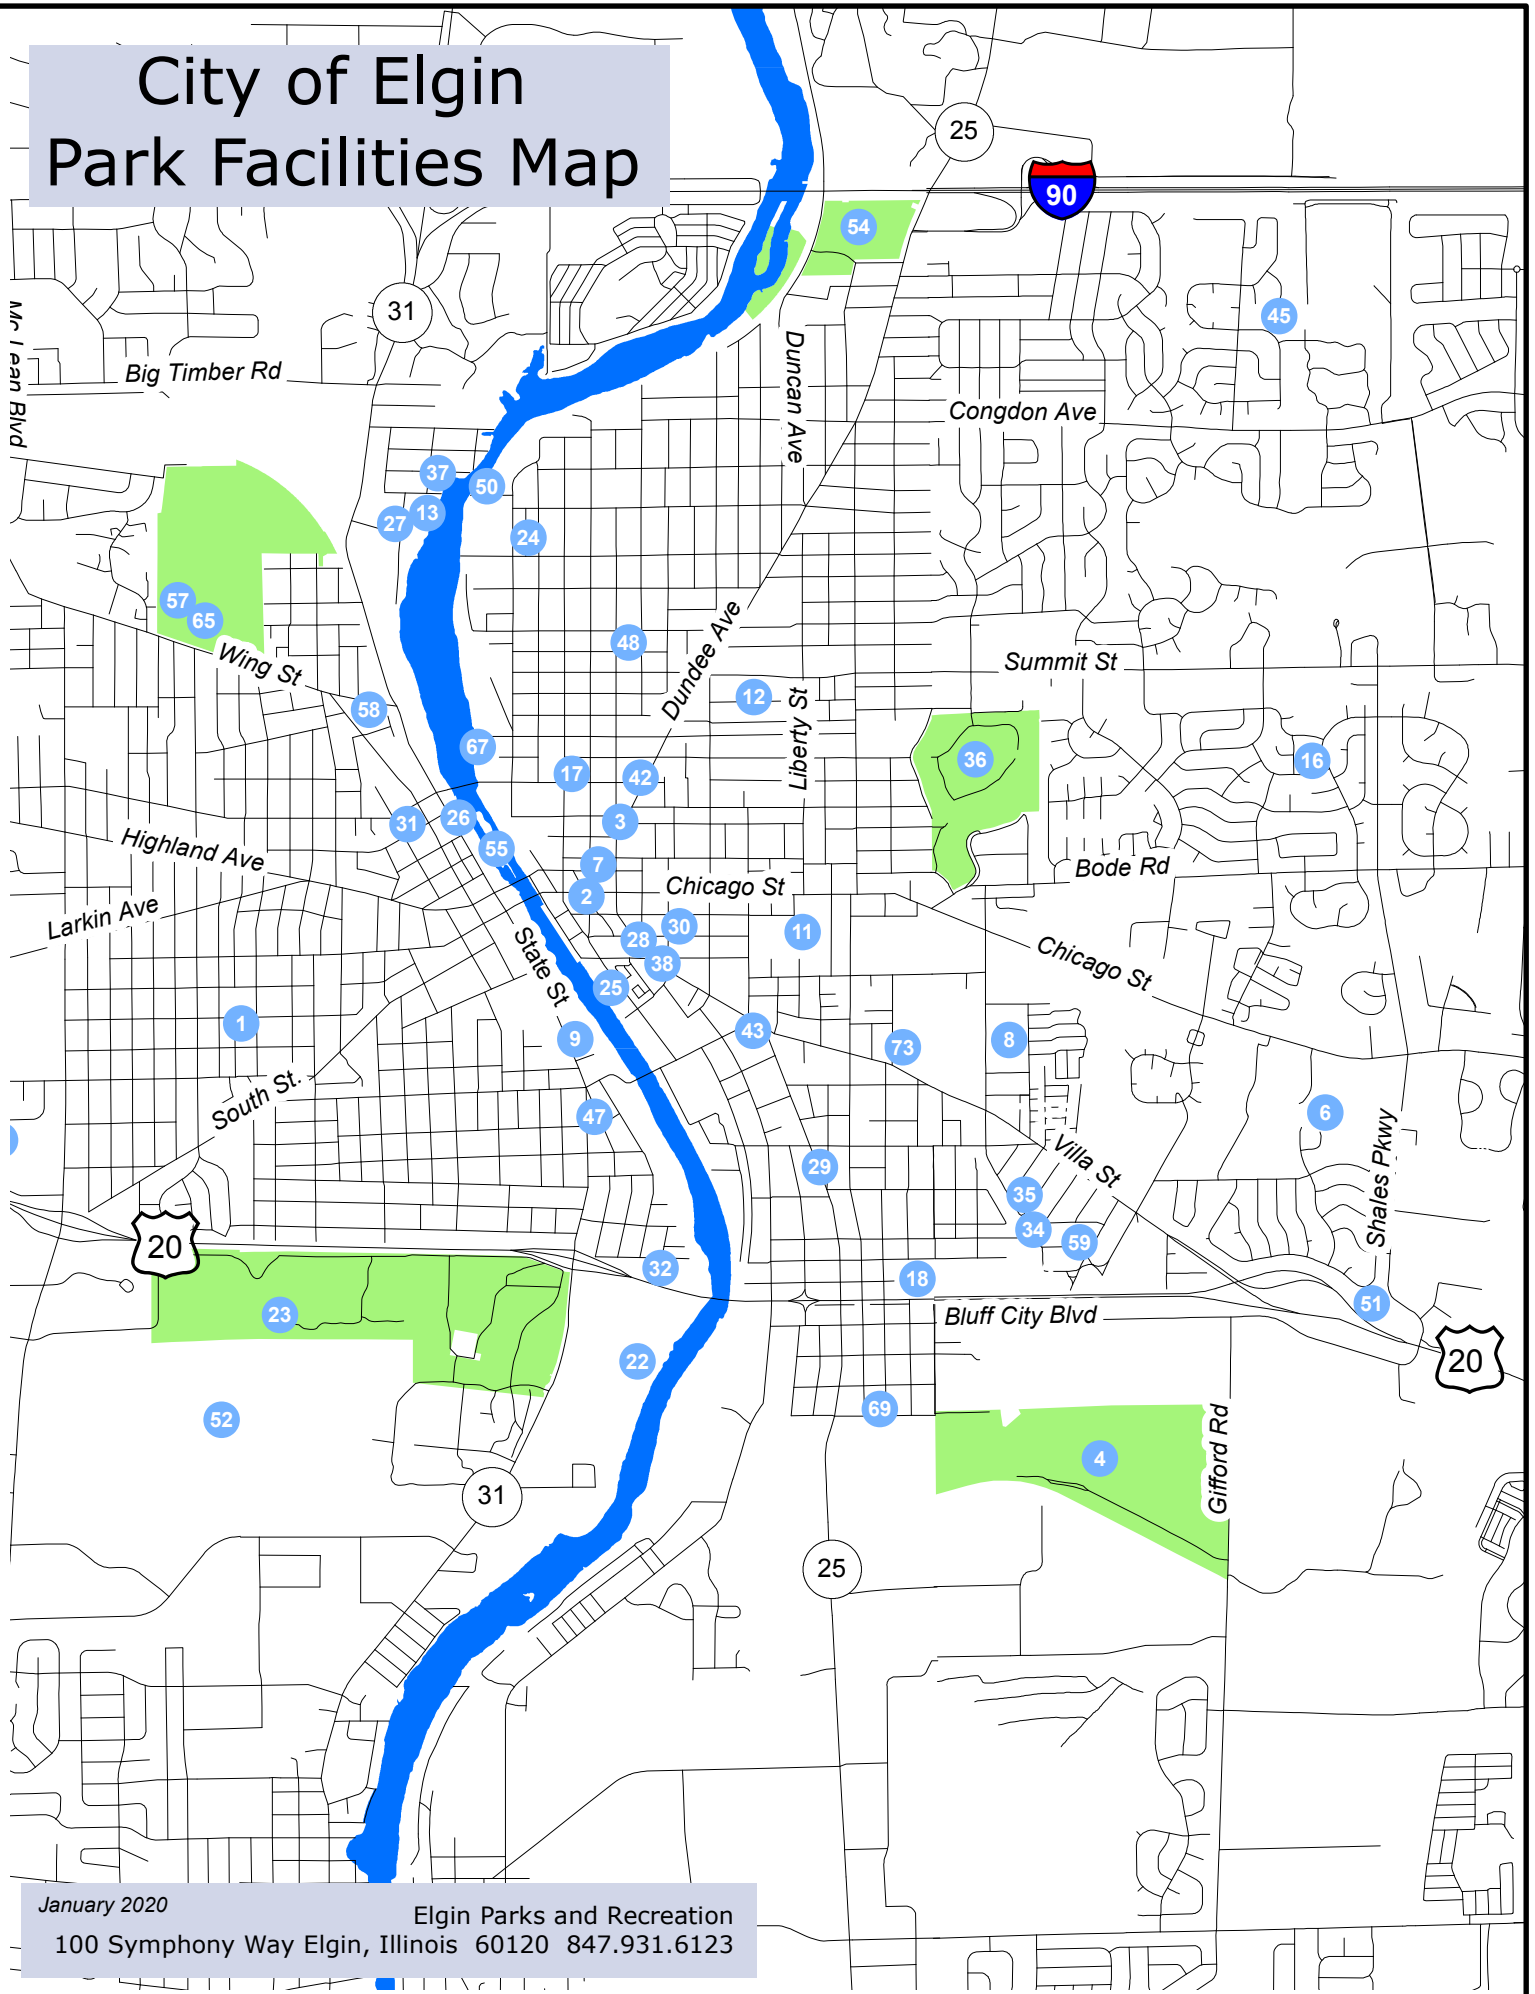 City of Elgin
Park Facilities Map
25
90
54
31
45
Mc Lean Blvd
Big Timber Rd
Duncan Ave
Congdon Ave
37
50
13
27
24
57
65
48
Wing St
Dundee Ave
Summit St
12
58
Liberty St
67
36
16
17
42
31
26
3
Highland Ave
55
7
Bode Rd
Chicago St
2
Larkin Ave
30
11
28
State St
38
Chicago St
25
1
43
9
73
8
South St.
47
6
Villa St
Shales Pkwy
29
35
34
20
59
32
18
51
23
Bluff City Blvd
22
20
52
69
4
Gifford Rd
31
25
January 2020
Elgin Parks and Recreation
100 Symphony Way Elgin, Illinois 60120 847.931.6123